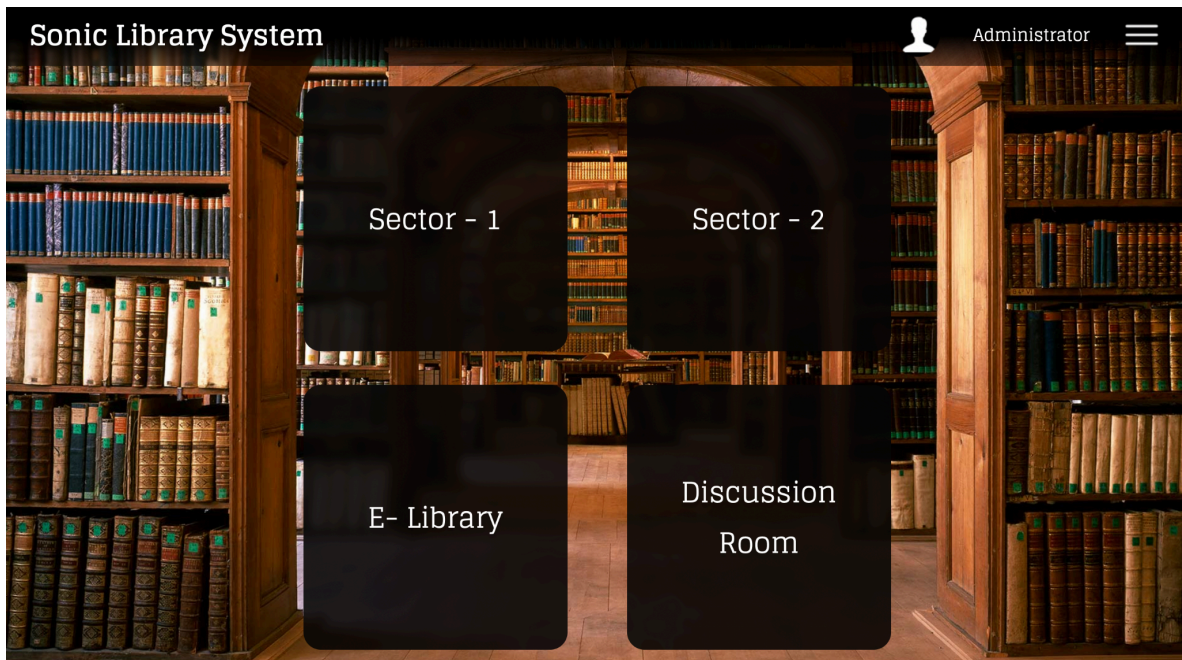 Sonic Library System
Administrator
Sector - 1
Sector - 2
E- Library
Discussion
Room